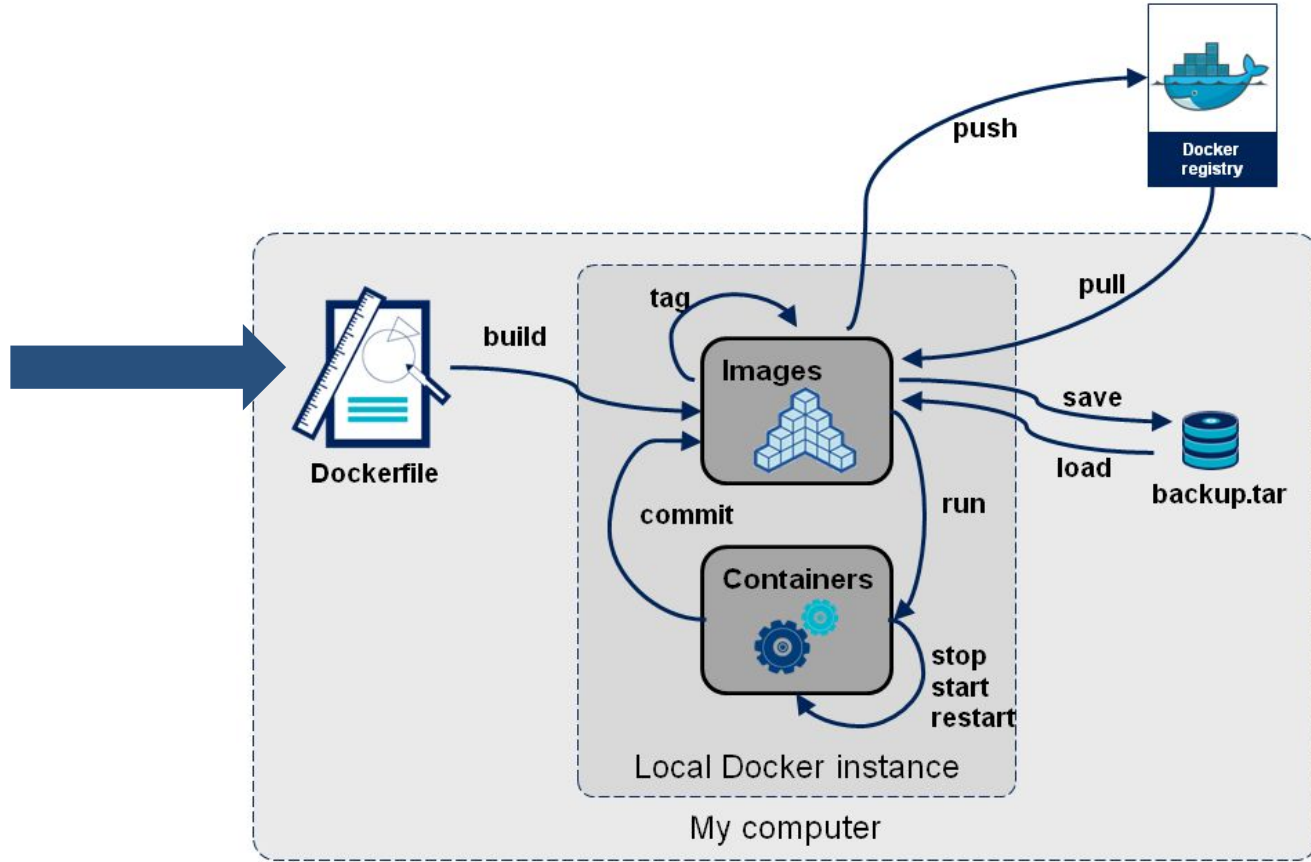 push
Docker
registry
tag
pull
build
Images
save
Dockerfile
load
backup.tar
commit
run
Containers
stop
start
restart
Local Docker instance
My computer